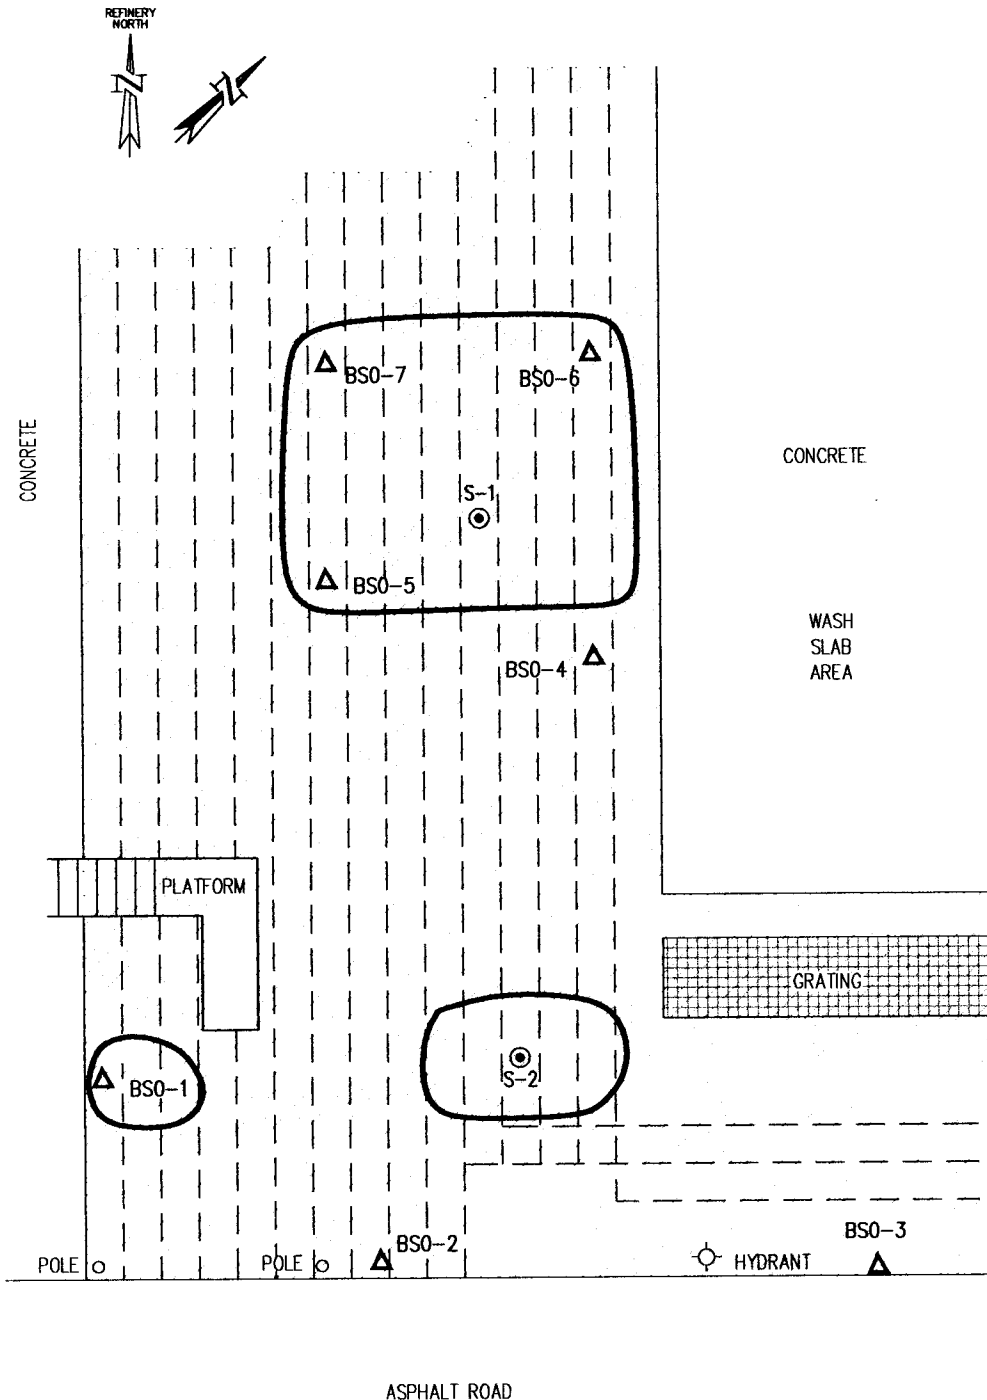 REFINERY
NORTH
N
N
BSO-7
BSO-6
CONCRETE
CONCRETE
S-1
BSO-5
WASH
SLAB
AREA
BSO-4
PLATFORM
GRATING
S-2
BSO-1
BSO-2
BSO-3
POLE
POLE
HYDRANT
ASPHALT ROAD